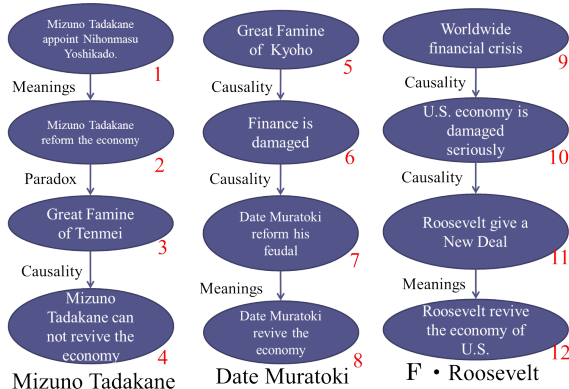 Mizuno Tadakane
appoint Nihonmasu
Yoshikado.
1
Meanings
Mizuno Tadakane
reform the economy
2
Paradox
Great Famine
of Tenmei
3
Causality
Mizuno
Tadakane can
not revive the
economy
4
Mizuno Tadakane
Great Famine
of Kyoho
5
Causality
Finance is
damaged
6
Causality
Date Muratoki
reform his
feudal
7
Meanings
Date Muratoki
revive the
economy
8
Date Muratoki
Worldwide
financial crisis
9
Causality
U.S. economy is
damaged
seriously
10
Causality
Roosevelt give a
New Deal
11
Meanings
Roosevelt revive
the economy of
U.S.
12
F・Roosevelt